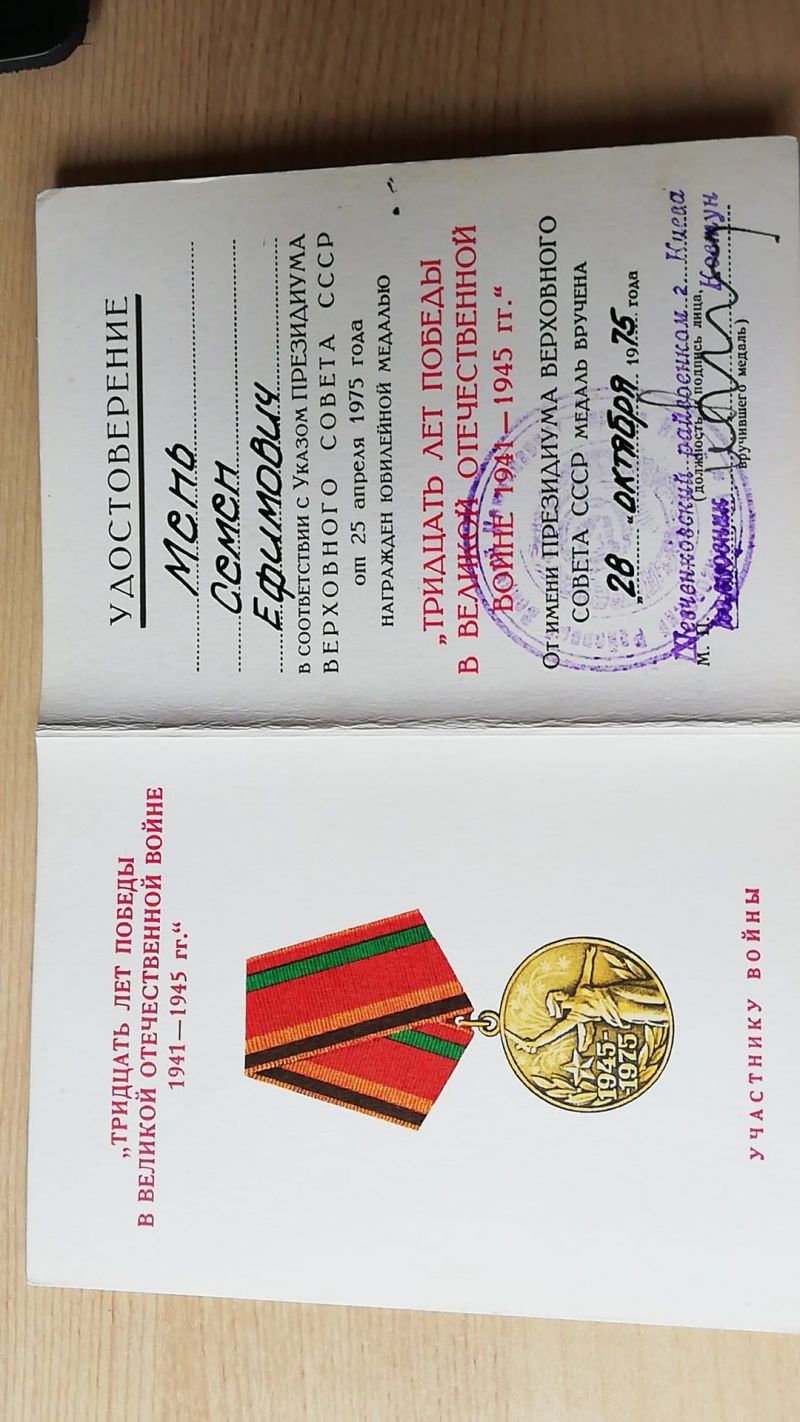 „ТРИДЦАТЬ ЛЕТ ПОБЕДЫ
В ВЕЛИКОЙ ОТЕЧЕСТВЕННОЙ ВОЙНЕ
1941—1945 гг.“
1945-
1975
УЧАСТНИКУ ВОЙНЫ
УДОСТОВЕРЕНИЕ
Мень
Семен
Ефимович
В СООТВЕТСТВИИ С УКАЗОМ ПРЕЗИДИУМА
ВЕРХОВНОГО СОВЕТА СССР
от 25 апреля 1975 года
НАГРАЖДЕН ЮБИЛЕЙНОЙ МЕДАЛЬЮ
„ТРИДЦАТЬ ЛЕТ ПОБЕДЫ
В ВЕЛИКОЙ ОТЕЧЕСТВЕННОЙ
ВОЙНЕ 1941—1945 гг.“
ОТ ИМЕНИ ПРЕЗИДИУМА ВЕРХОВНОГО
СОВЕТА СССР МЕДАЛЬ ВРУЧЕНА
„28“ октября 1975 года
Шевченковский райвоенком г. Киева
М. П. (должность и подпись лица,
Ковтун
вручившего медаль)